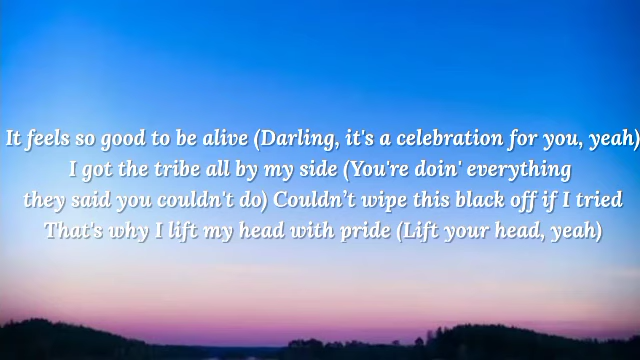 It feels so good to be alive (Darling, it's a celebration for you, yeah)
I got the tribe all by my side (You're doin' everything
they said you couldn't do) Couldn’t wipe this black off if I tried
That's why I lift my head with pride (Lift your head, yeah)